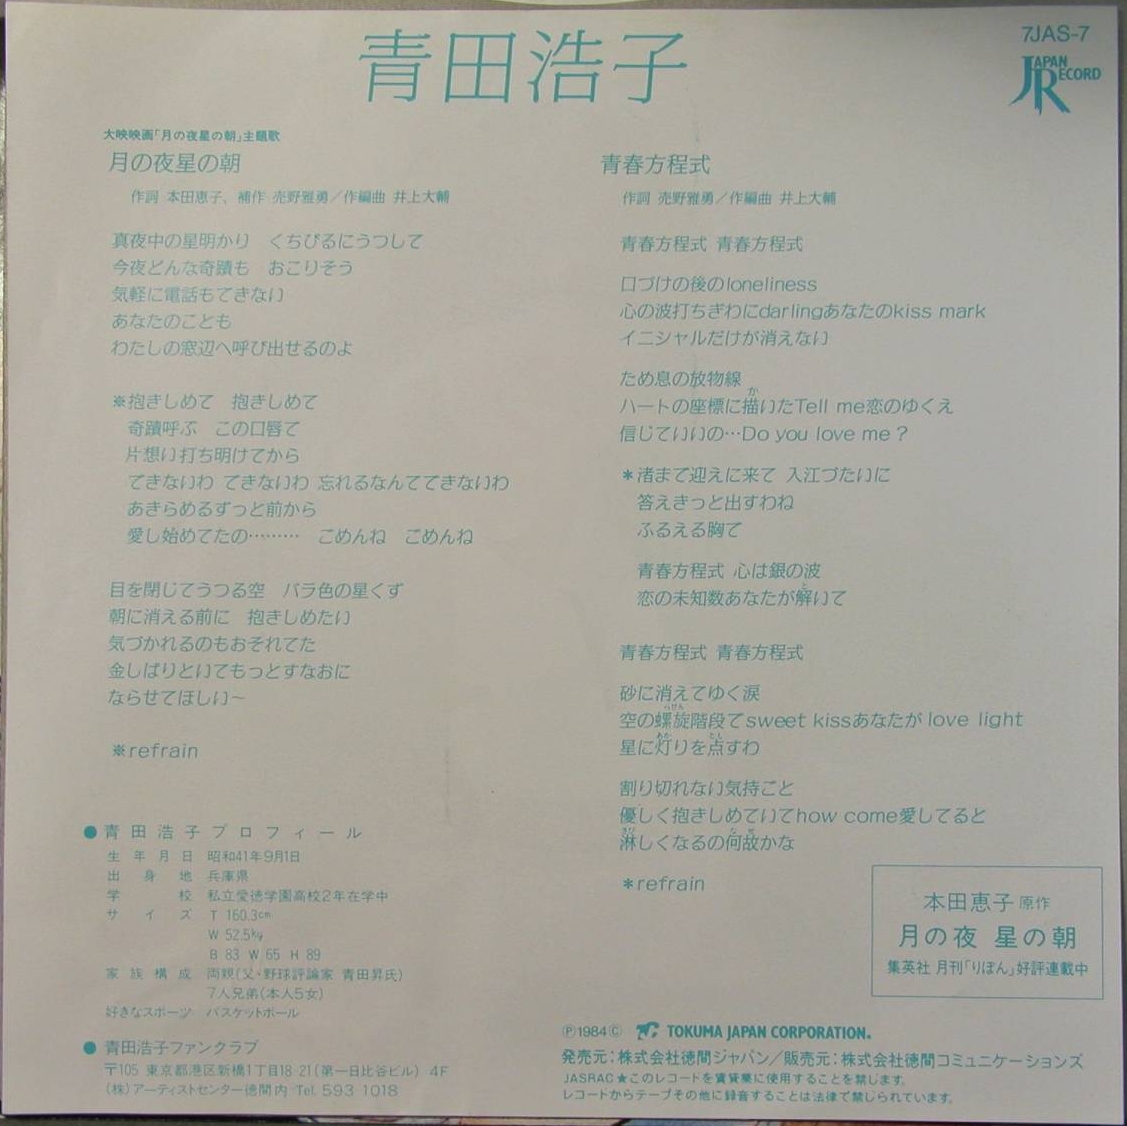 青田浩子
7JAS-7
JAPAN RECORD
大映映画「月の夜星の朝」主題歌
月の夜星の朝
作詞 本田恵子、補作 売野雅勇／作編曲 井上大輔
真夜中の星明かり　くちびるにうつして
今夜どんな奇蹟も　おこりそう
気軽に電話もできない
あなたのことも
わたしの窓辺へ呼び出せるのよ
※抱きしめて　抱きしめて
奇蹟呼ぶ　この口唇で
片想い打ち明けてから
できないわ できないわ 忘れるなんてできないわ
あきらめるずっと前から
愛し始めてたの………　ごめんね　ごめんね
目を閉じてうつる空　バラ色の星くず
朝に消える前に　抱きしめたい
気づかれるのもおそれてた
金しばりといてもっとすなおに
ならせてほしい〜
※refrain
青春方程式
作詞 売野雅勇／作編曲 井上大輔
青春方程式 青春方程式
口づけの後のloneliness
心の波打ちぎわにdarlingあなたのkiss mark
イニシャルだけが消えない
ため息の放物線
か
ハートの座標に描いたTell me恋のゆくえ
信じていいの…Do you love me？
＊渚まで迎えに来て 入江づたいに
答えきっと出すわね
ふるえる胸で
青春方程式 心は銀の波
と
恋の未知数あなたが解いて
青春方程式 青春方程式
砂に消えてゆく涙
らせん
空の螺旋階段でsweet kissあなたが love light
あか とも
星に灯りを点すわ
割り切れない気持ごと
優しく抱きしめていてhow come愛してると
さび なぜ
淋しくなるの何故かな
＊refrain
●青田浩子プロフィール
生年月日 昭和41年9月1日
出身地 兵庫県
学校 私立愛徳学園高校2年在学中
サイズ T 160.3cm
W 52.5kg
B 83 W 65 H 89
家族構成 両親(父・野球評論家 青田昇氏)
7人兄弟(本人5女)
好きなスポーツ バスケットボール
●青田浩子ファンクラブ
〒105 東京都港区新橋1丁目18 21(第一日比谷ビル) 4F
(株)アーティストセンター徳間内 Tel. 593 1018
本田恵子 原作
月の夜 星の朝
集英社 月刊「りぼん」好評連載中
Ⓟ1984Ⓒ TOKUMA JAPAN CORPORATION.
発売元：株式会社徳間ジャパン／販売元：株式会社徳間コミュニケーションズ
JASRAC★このレコードを賃貸業に使用することを禁じます。
レコードからテープその他に録音することは法律で禁じられています。